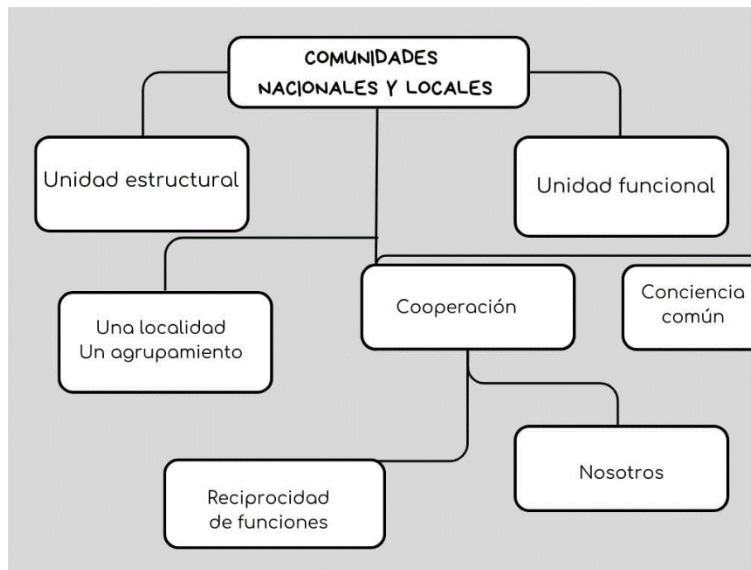 COMUNIDADES
NACIONALES Y LOCALES
Unidad estructural
Unidad funcional
Una localidad
Un agrupamiento
Cooperación
Conciencia
común
Reciprocidad
de funciones
Nosotros